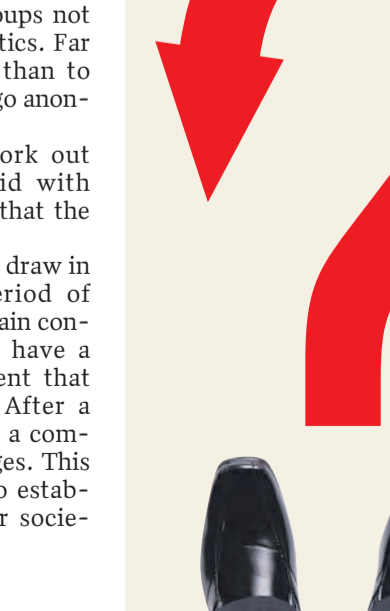 oups not
tics. Far
than to
go anon-
ork out
id with
that the
draw in
eriod of
ain con-
have a
ent that
After a
a com-
ges. This
o estab-
r socie-